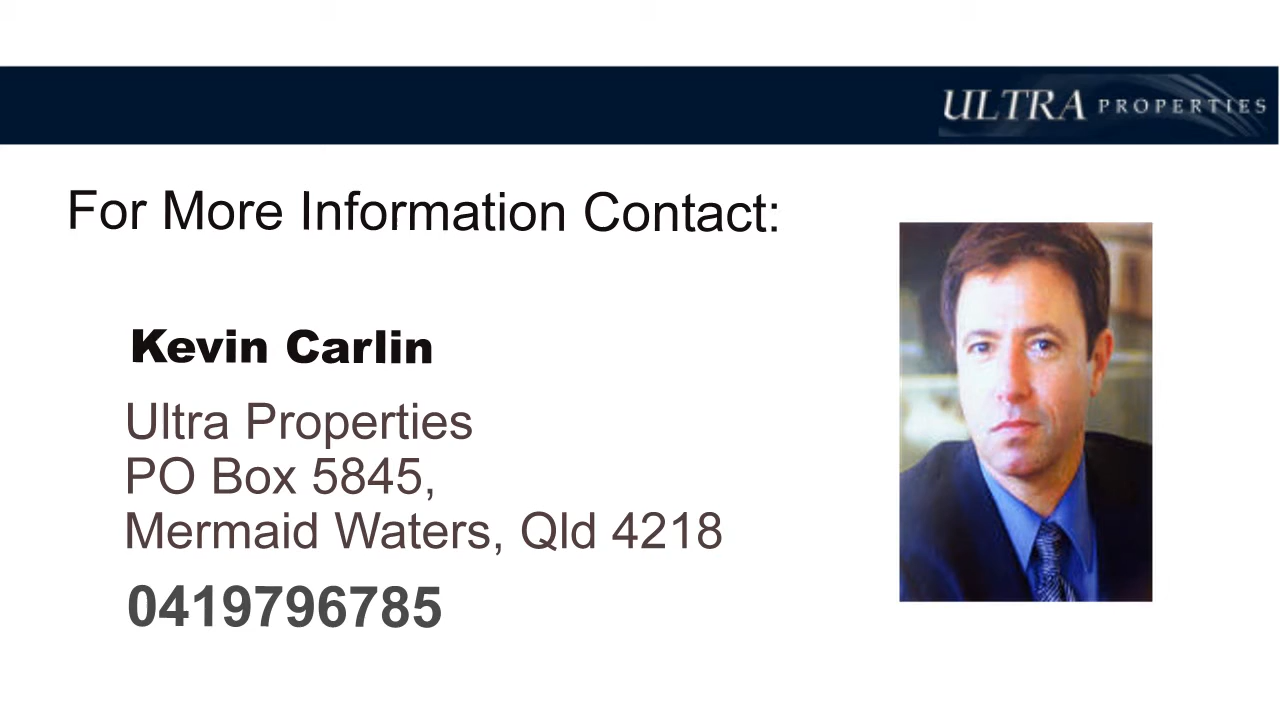 ULTRA PROPERTIES
For More Information Contact:
Kevin Carlin
Ultra Properties
PO Box 5845,
Mermaid Waters, Qld 4218
0419796785